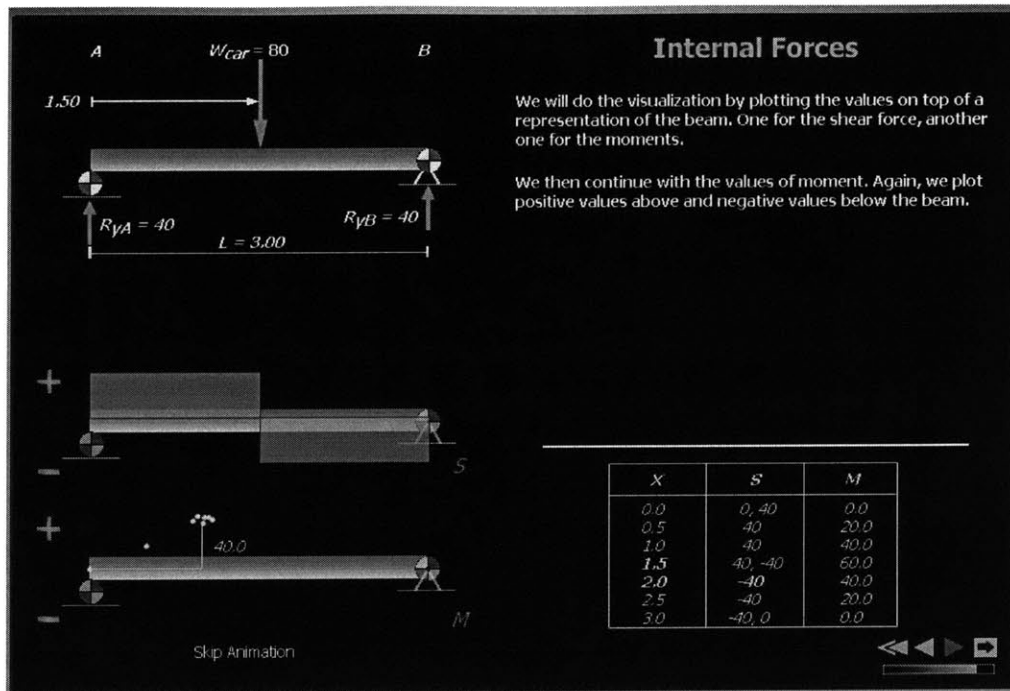 Internal Forces
A
Wcar = 80
B
1.50
RyA = 40
RyB = 40
L = 3.00
We will do the visualization by plotting the values on top of a
representation of the beam. One for the shear force, another
one for the moments.
We then continue with the values of moment. Again, we plot
positive values above and negative values below the beam.
+
−
S
+
40.0
−
M
Skip Animation
X S M
0.0 0, 40 0.0
0.5 40 20.0
1.0 40 40.0
1.5 40, -40 60.0
2.0 -40 40.0
2.5 -40 20.0
3.0 -40, 0 0.0